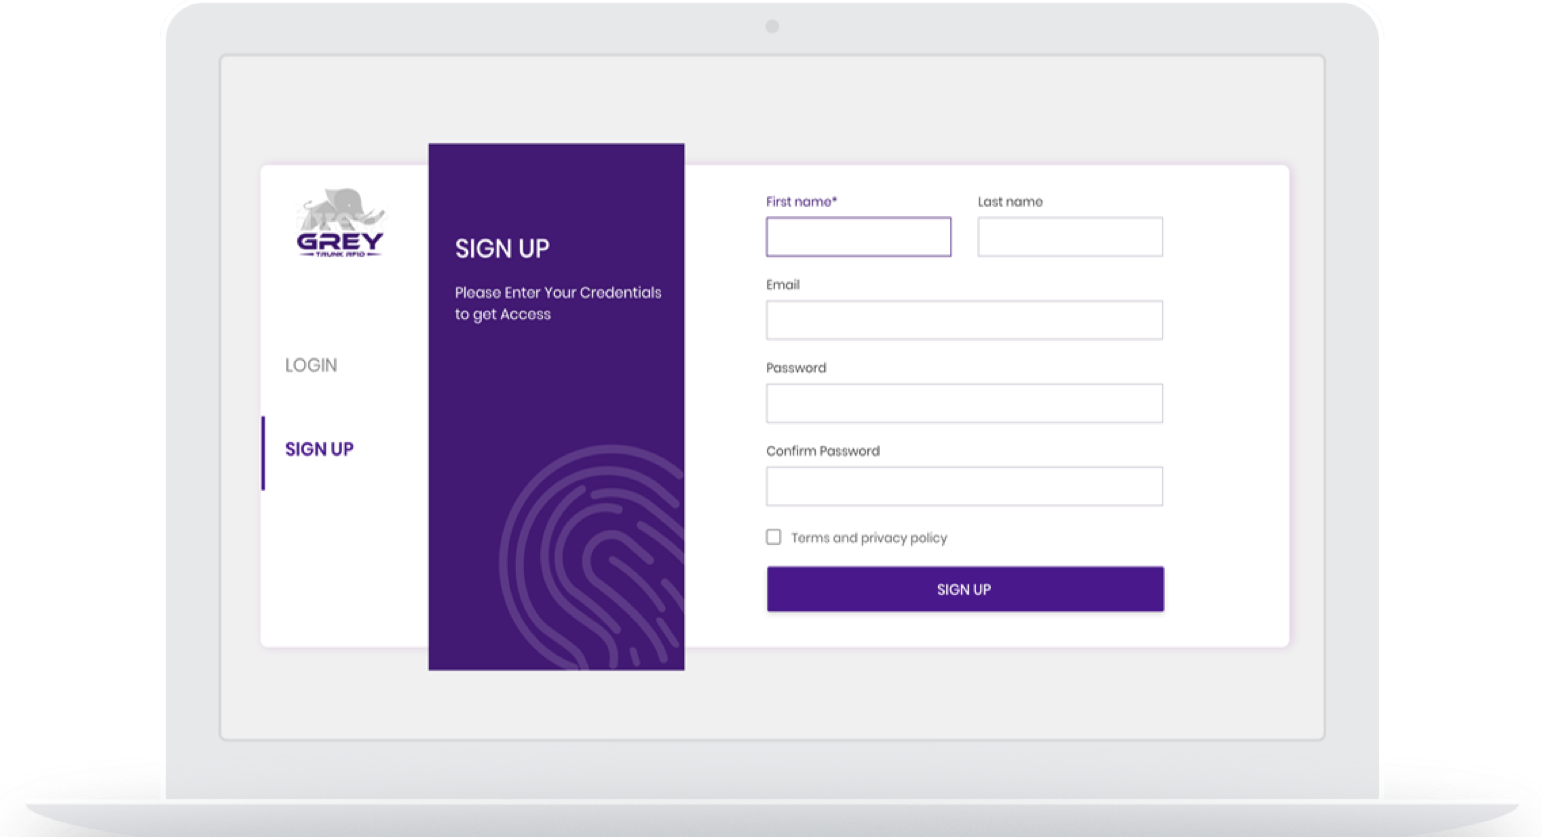 GREY
TRUNK RFID
LOGIN
SIGN UP
SIGN UP
Please Enter Your Credentials
to get Access
First name*
Last name
Email
Password
Confirm Password
Terms and privacy policy
SIGN UP